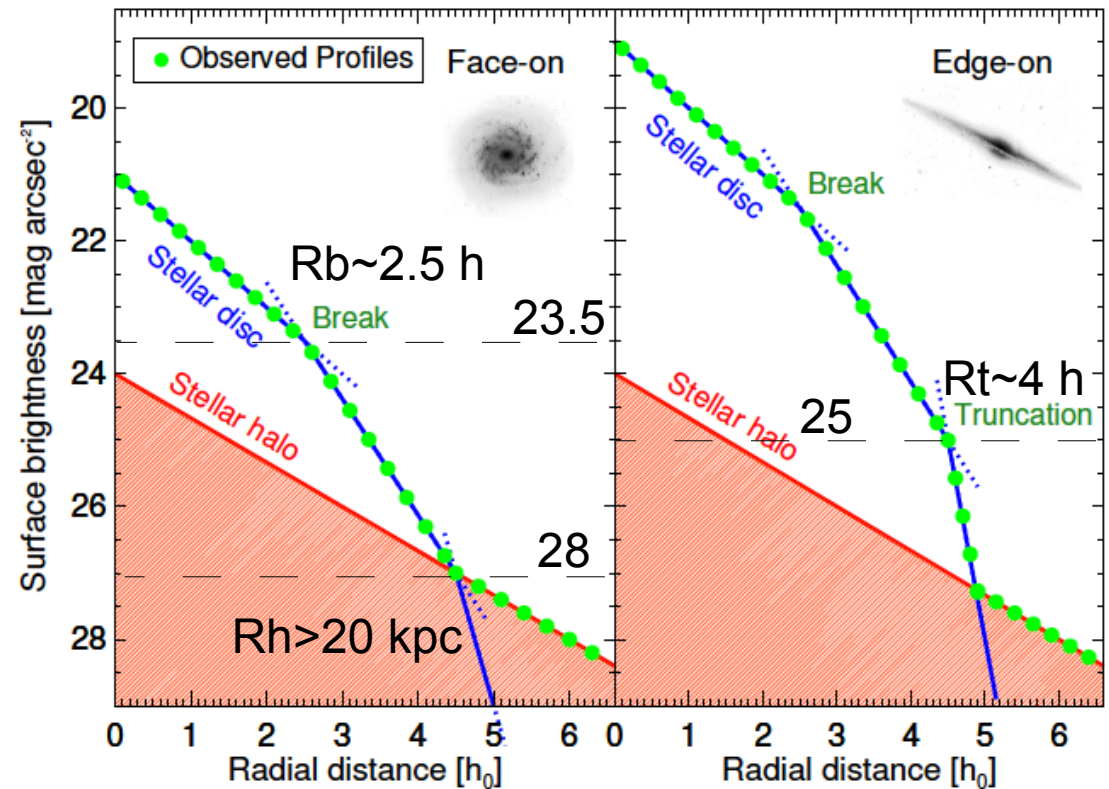 Observed Profiles
Face-on
Stellar disc
Rb~2.5 h
Break
23.5
Stellar halo
28
Rh>20 kpc
20
22
24
26
28
Surface brightness [mag arcsec⁻²]
0 1 2 3 4 5 6
Radial distance [h₀]
Edge-on
Stellar disc
Break
Rt~4 h
Truncation
25
Stellar halo
0 1 2 3 4 5 6
Radial distance [h₀]